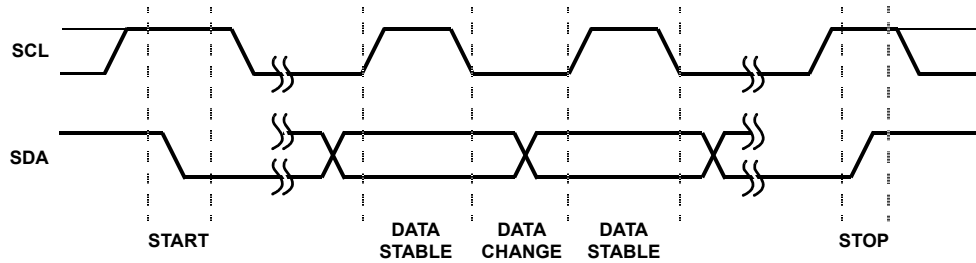 SCL
SDA
START
DATA
STABLE
DATA
CHANGE
DATA
STABLE
STOP